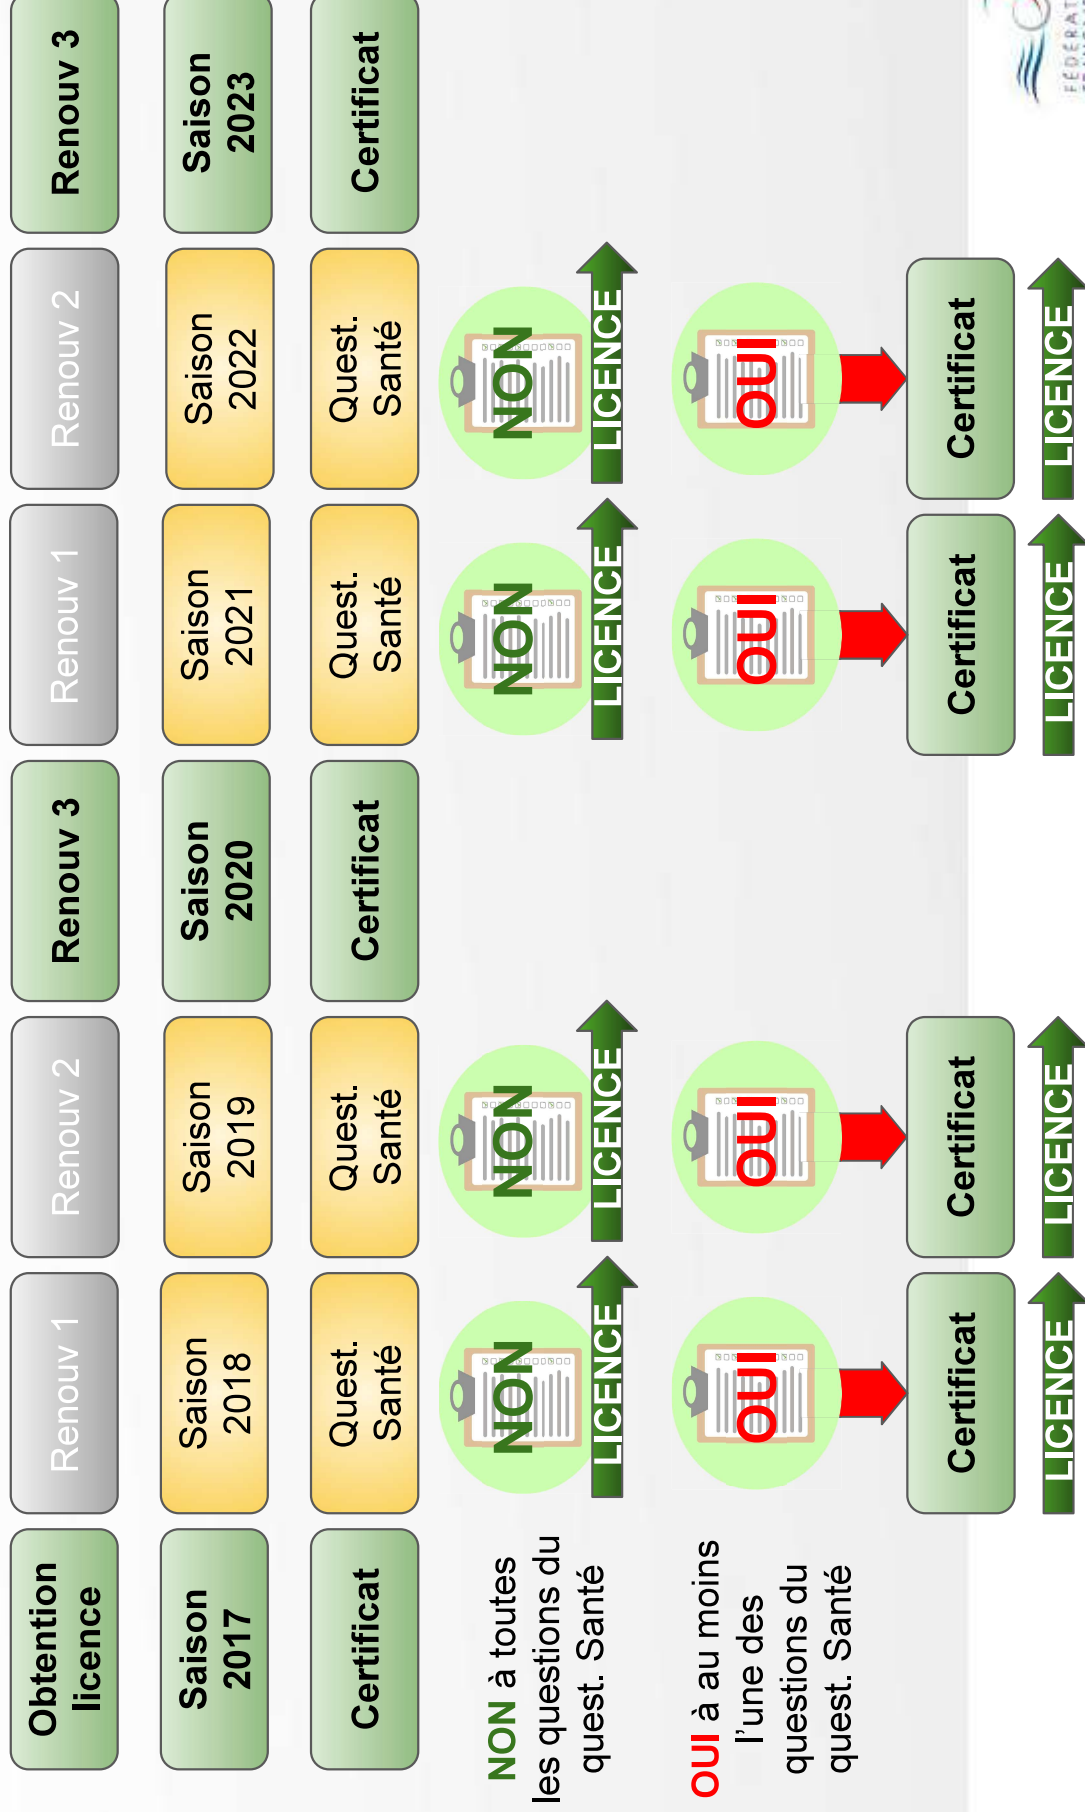 Obtention
licence
Renouv 1
Renouv 2
Renouv 3
Renouv 1
Renouv 2
Renouv 3
Saison
2017
Saison
2018
Saison
2019
Saison
2020
Saison
2021
Saison
2022
Saison
2023
Certificat
Quest.
Santé
Quest.
Santé
Certificat
Quest.
Santé
Quest.
Santé
Certificat
NON à toutes
les questions du
quest. Santé
NON
LICENCE
NON
LICENCE
NON
LICENCE
NON
LICENCE
OUI à au moins
l'une des
questions du
quest. Santé
OUI
OUI
OUI
OUI
Certificat
Certificat
Certificat
Certificat
LICENCE
LICENCE
LICENCE
LICENCE